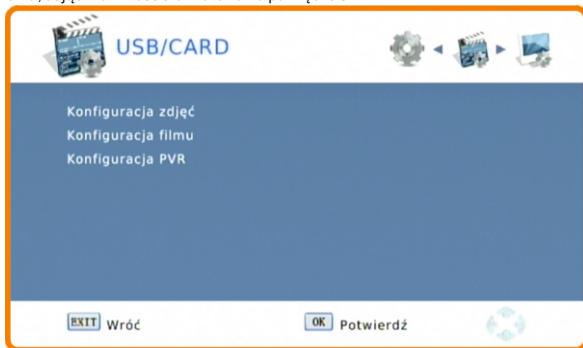 USB/CARD
Konfiguracja zdjęć
Konfiguracja filmu
Konfiguracja PVR
EXIT Wróć
OK Potwierdź